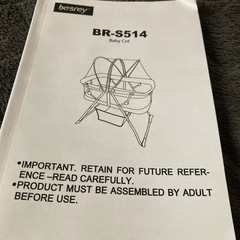 besrey
BR-S514
Baby Cot
•IMPORTANT. RETAIN FOR FUTURE REFER-
ENCE –READ CAREFULLY.
•PRODUCT MUST BE ASSEMBLED BY ADULT
BEFORE USE.